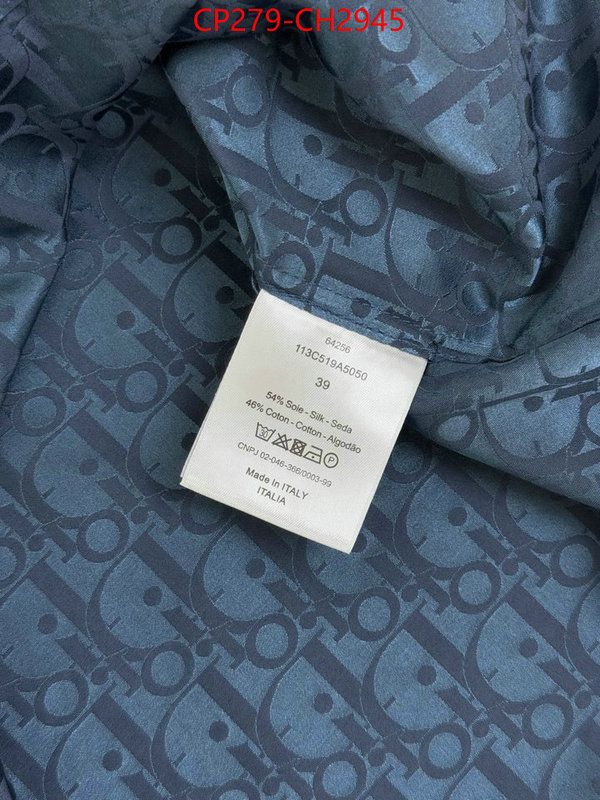 CP279-CH2945
64256
113C519A5050
39
54% Soie - Silk - Seda
46% Coton - Cotton - Algodão
CNPJ 02-046-366/0003-99
Made in ITALY
ITALIA